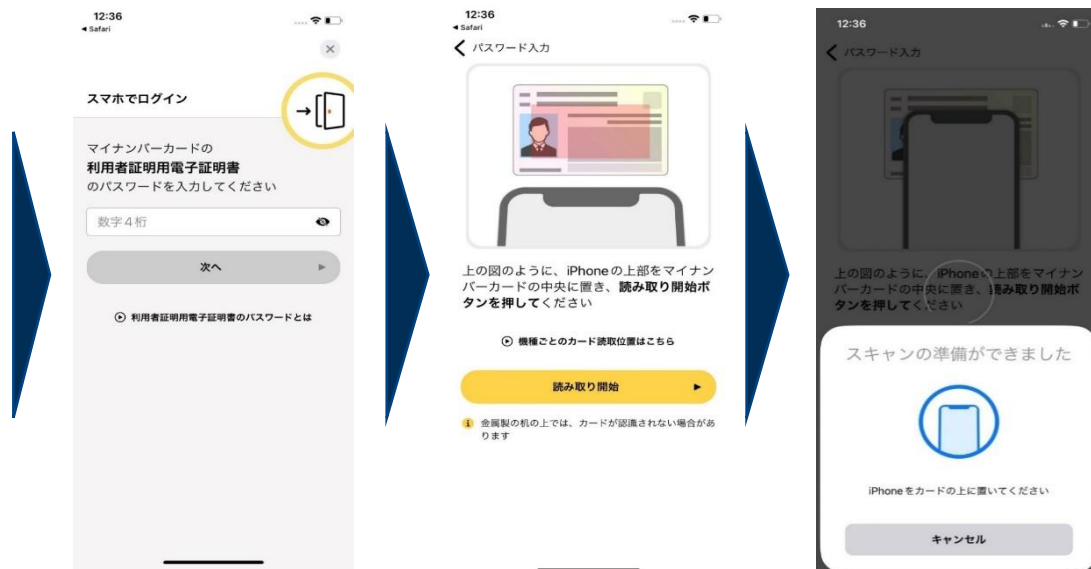 12:36
◀ Safari
スマホでログイン
マイナンバーカードの
利用者証明用電子証明書
のパスワードを入力してください
数字4桁
次へ
利用者証明用電子証明書のパスワードとは
12:36
◀ Safari
パスワード入力
上の図のように、iPhoneの上部をマイナン
バーカードの中央に置き、読み取り開始ボ
タンを押してください
機種ごとのカード読取位置はこちら
読み取り開始
金属製の机の上では、カードが認識されない場合があ
ります
12:36
パスワード入力
上の図のように、iPhoneの上部をマイナン
バーカードの中央に置き、読み取り開始ボ
タンを押してください
スキャンの準備ができました
iPhoneをカードの上に置いてください
キャンセル